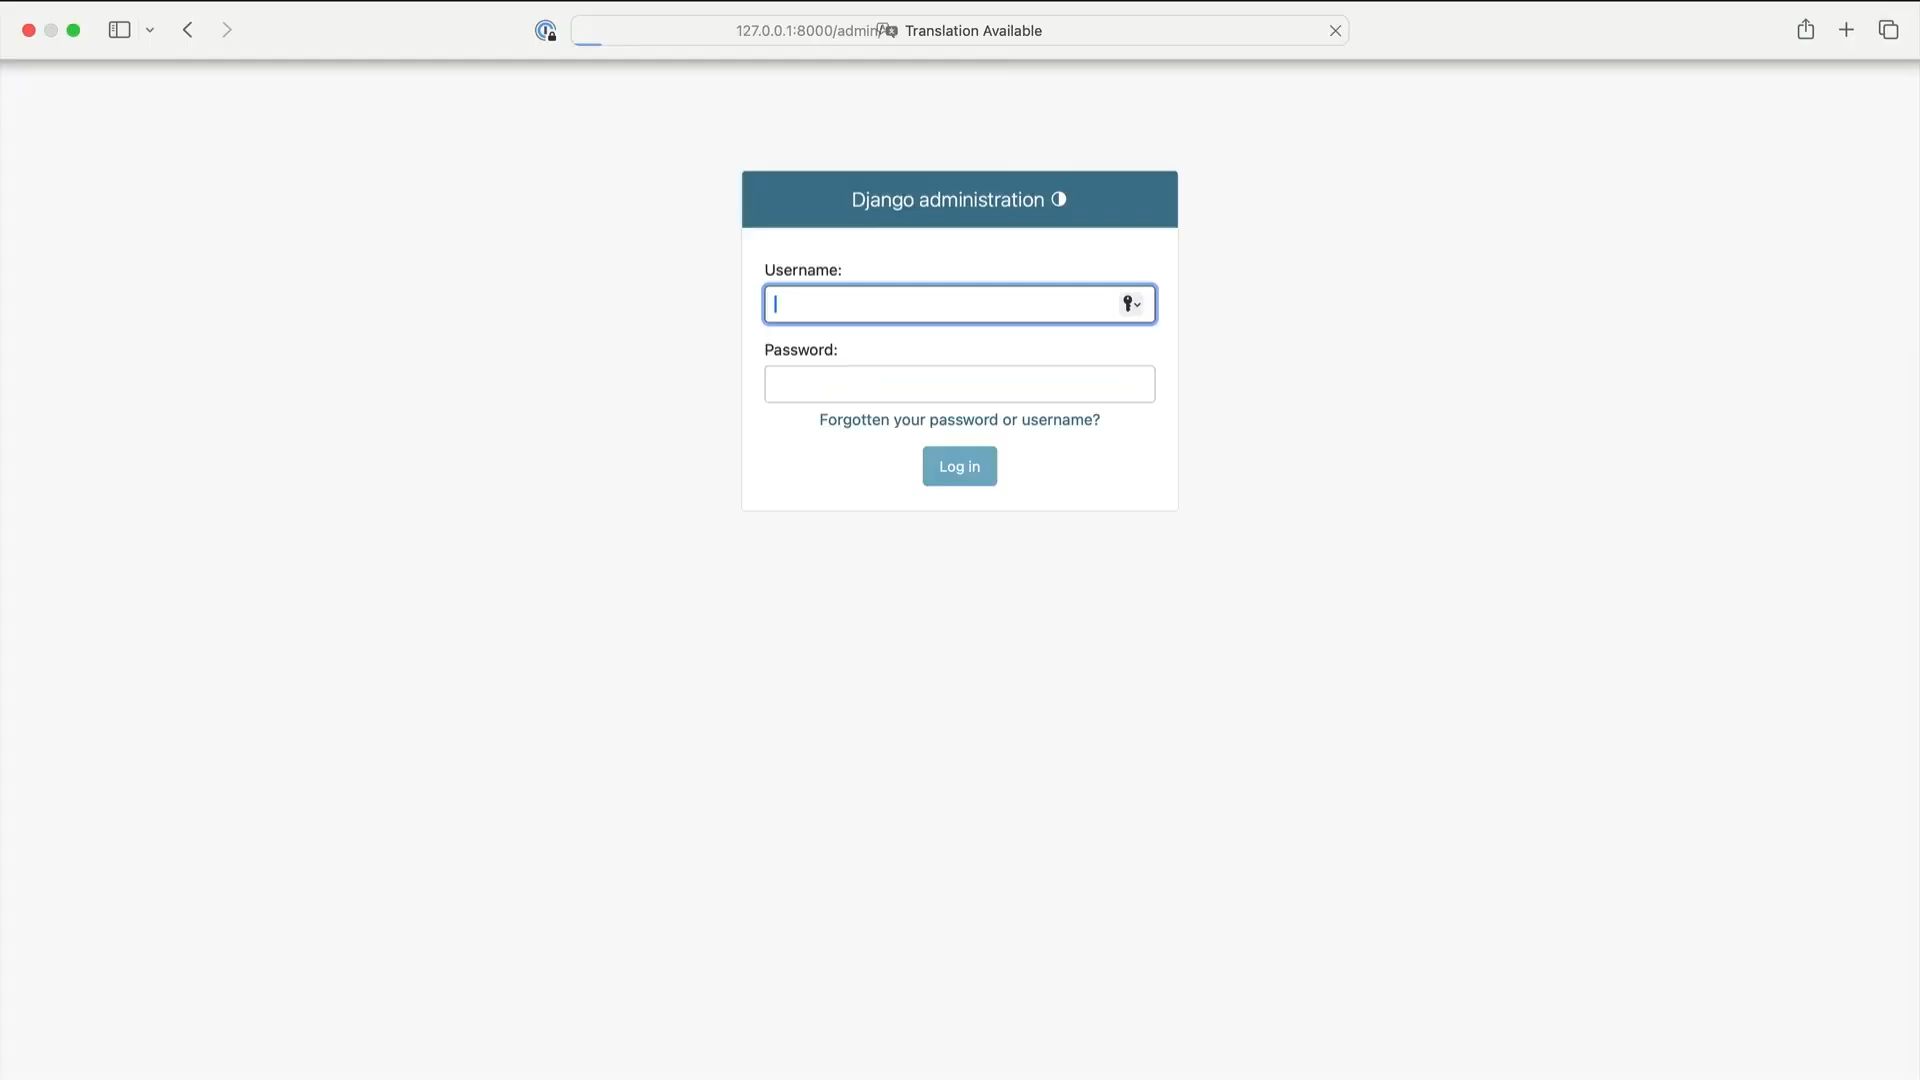 127.0.0.1:8000/admin/ Translation Available
Django administration
Username:
Password:
Forgotten your password or username?
Log in